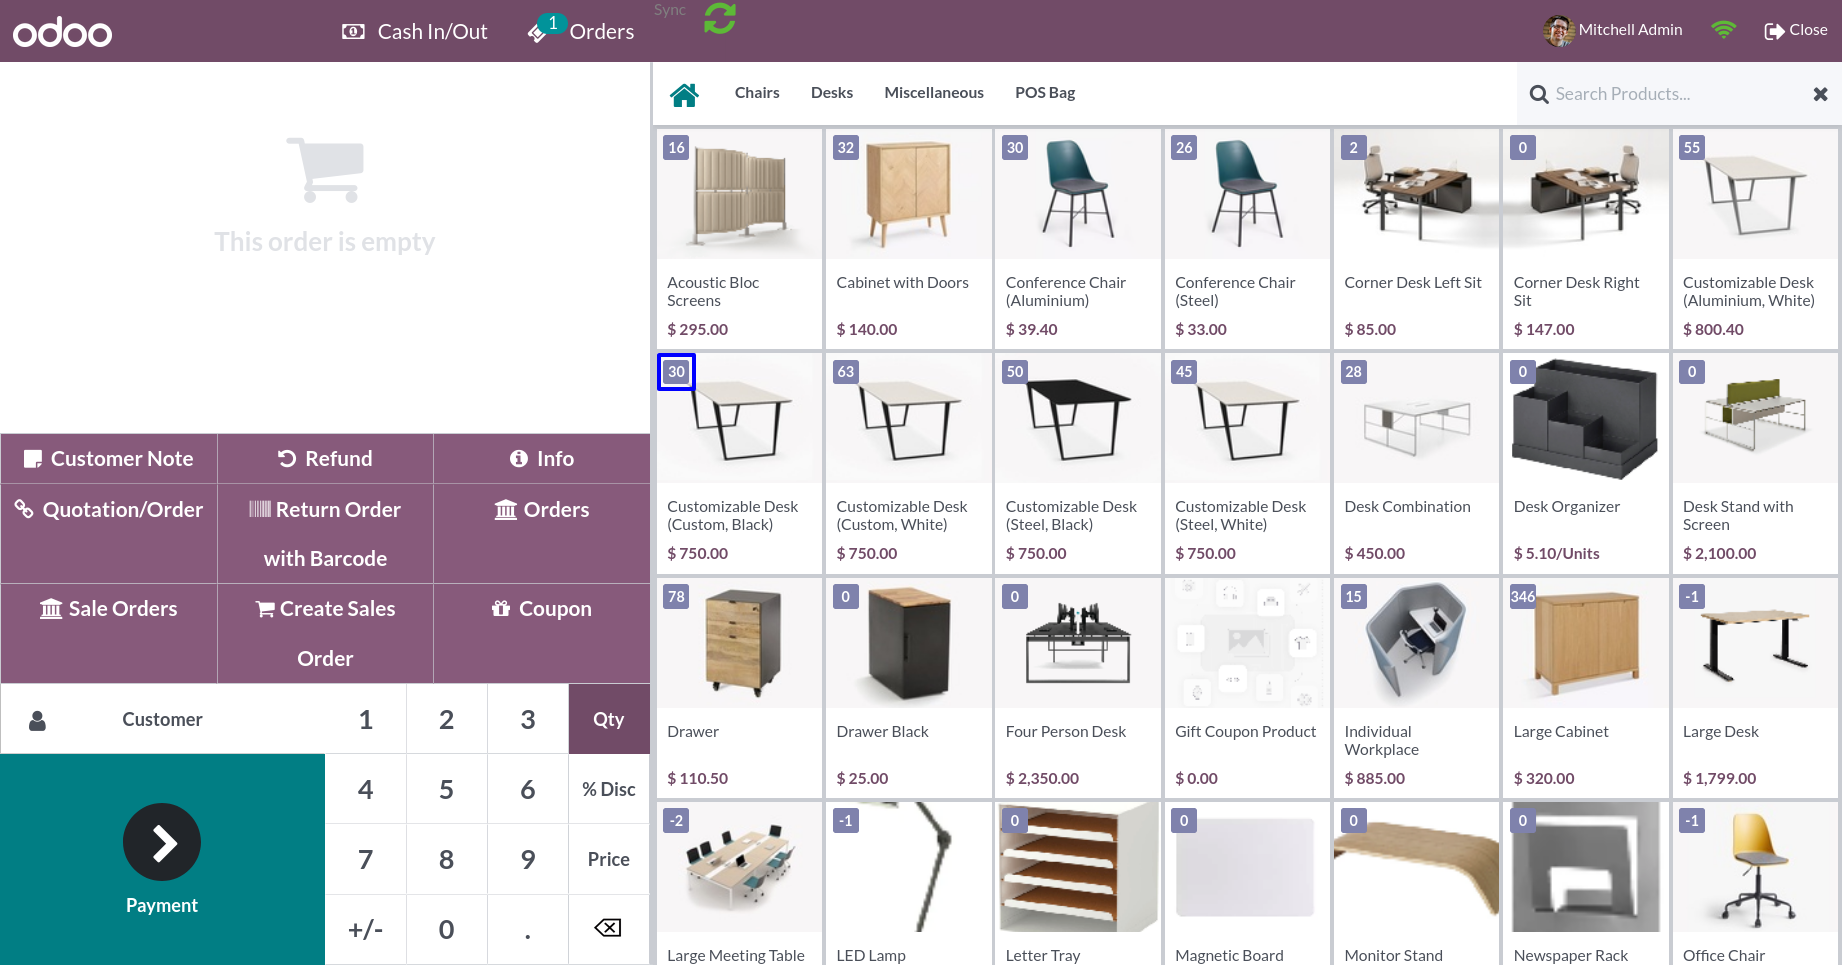 odoo
Cash In/Out
1
Orders
Sync
Mitchell Admin
Close
This order is empty
Customer Note
Refund
Info
Quotation/Order
Return Order
with Barcode
Orders
Sale Orders
Create Sales
Order
Coupon
Customer
1
2
3
Qty
4
5
6
% Disc
7
8
9
Price
+/-
0
.
Payment
Chairs
Desks
Miscellaneous
POS Bag
Search Products...
16
Acoustic Bloc
Screens
$ 295.00
32
Cabinet with Doors
$ 140.00
30
Conference Chair
(Aluminium)
$ 39.40
26
Conference Chair
(Steel)
$ 33.00
2
Corner Desk Left Sit
$ 85.00
0
Corner Desk Right
Sit
$ 147.00
55
Customizable Desk
(Aluminium, White)
$ 800.40
30
Customizable Desk
(Custom, Black)
$ 750.00
63
Customizable Desk
(Custom, White)
$ 750.00
50
Customizable Desk
(Steel, Black)
$ 750.00
45
Customizable Desk
(Steel, White)
$ 750.00
28
Desk Combination
$ 450.00
0
Desk Organizer
$ 5.10/Units
0
Desk Stand with
Screen
$ 2,100.00
78
Drawer
$ 110.50
0
Drawer Black
$ 25.00
0
Four Person Desk
$ 2,350.00
Gift Coupon Product
$ 0.00
15
Individual
Workplace
$ 885.00
346
Large Cabinet
$ 320.00
-1
Large Desk
$ 1,799.00
-2
Large Meeting Table
-1
LED Lamp
0
Letter Tray
0
Magnetic Board
0
Monitor Stand
0
Newspaper Rack
-1
Office Chair